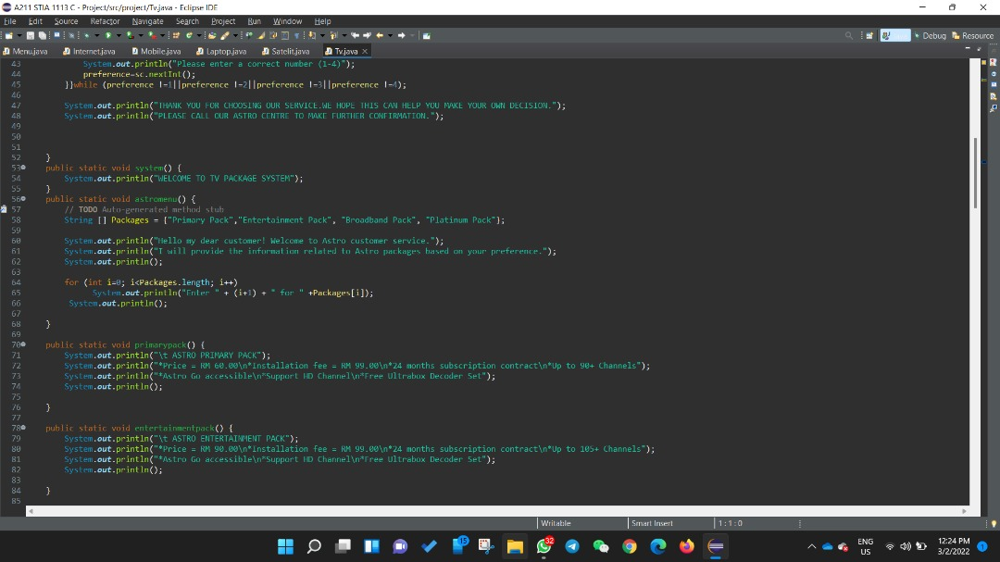 A211 STIA 1113 C - Project/src/project/Tv.java - Eclipse IDE
File Edit Source Refactor Navigate Search Project Run Window Help
Debug Resource
Menu.java Internet.java Mobile.java Laptop.java Satelit.java Tv.java
43 System.out.println("Please enter a correct number (1-4)");
44 preference=sc.nextInt();
45 }}while (preference !=1||preference !=2||preference !=3||preference !=4);
46
47 System.out.println("THANK YOU FOR CHOOSING OUR SERVICE.WE HOPE THIS CAN HELP YOU MAKE YOUR OWN DECISION.");
48 System.out.println("PLEASE CALL OUR ASTRO CENTRE TO MAKE FURTHER CONFIRMATION.");
49
50
51
52 }
53 public static void system() {
54 System.out.println("WELCOME TO TV PACKAGE SYSTEM");
55 }
56 public static void astromenu() {
57 // TODO Auto-generated method stub
58 String [] Packages = {"Primary Pack","Entertainment Pack", "Broadband Pack", "Platinum Pack"};
59
60 System.out.println("Hello my dear customer! Welcome to Astro customer service.");
61 System.out.println("I will provide the information related to Astro packages based on your preference.");
62 System.out.println();
63
64 for (int i=0; i<Packages.length; i++)
65 System.out.println("Enter " + (i+1) + " for " +Packages[i]);
66 System.out.println();
67
68 }
69
70 public static void primarypack() {
71 System.out.println("\t ASTRO PRIMARY PACK");
72 System.out.println("*Price = RM 60.00\n*Installation fee = RM 99.00\n*24 months subscription contract\n*Up to 90+ Channels");
73 System.out.println("*Astro Go accessible\n*Support HD Channel\n*Free Ultrabox Decoder Set");
74 System.out.println();
75
76 }
77
78 public static void entertainmentpack() {
79 System.out.println("\t ASTRO ENTERTAINMENT PACK");
80 System.out.println("*Price = RM 90.00\n*Installation fee = RM 99.00\n*24 months subscription contract\n*Up to 105+ Channels");
81 System.out.println("*Astro Go accessible\n*Support HD Channel\n*Free Ultrabox Decoder Set");
82 System.out.println();
83
84 }
85
Writable Smart Insert 1 : 1 : 0
15 32 ENG US 12:24 PM 3/2/2022 1